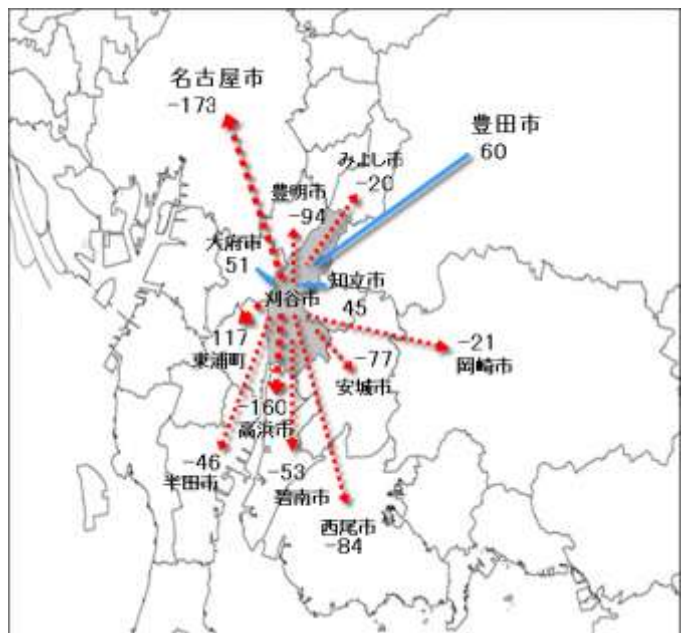 名古屋市
-173
豊田市
60
みよし市
-20
豊明市
-94
大府市
51
知立市
45
刈谷市
117
東浦町
-21
岡崎市
-77
安城市
-160
高浜市
-46
半田市
-53
碧南市
西尾市
-84